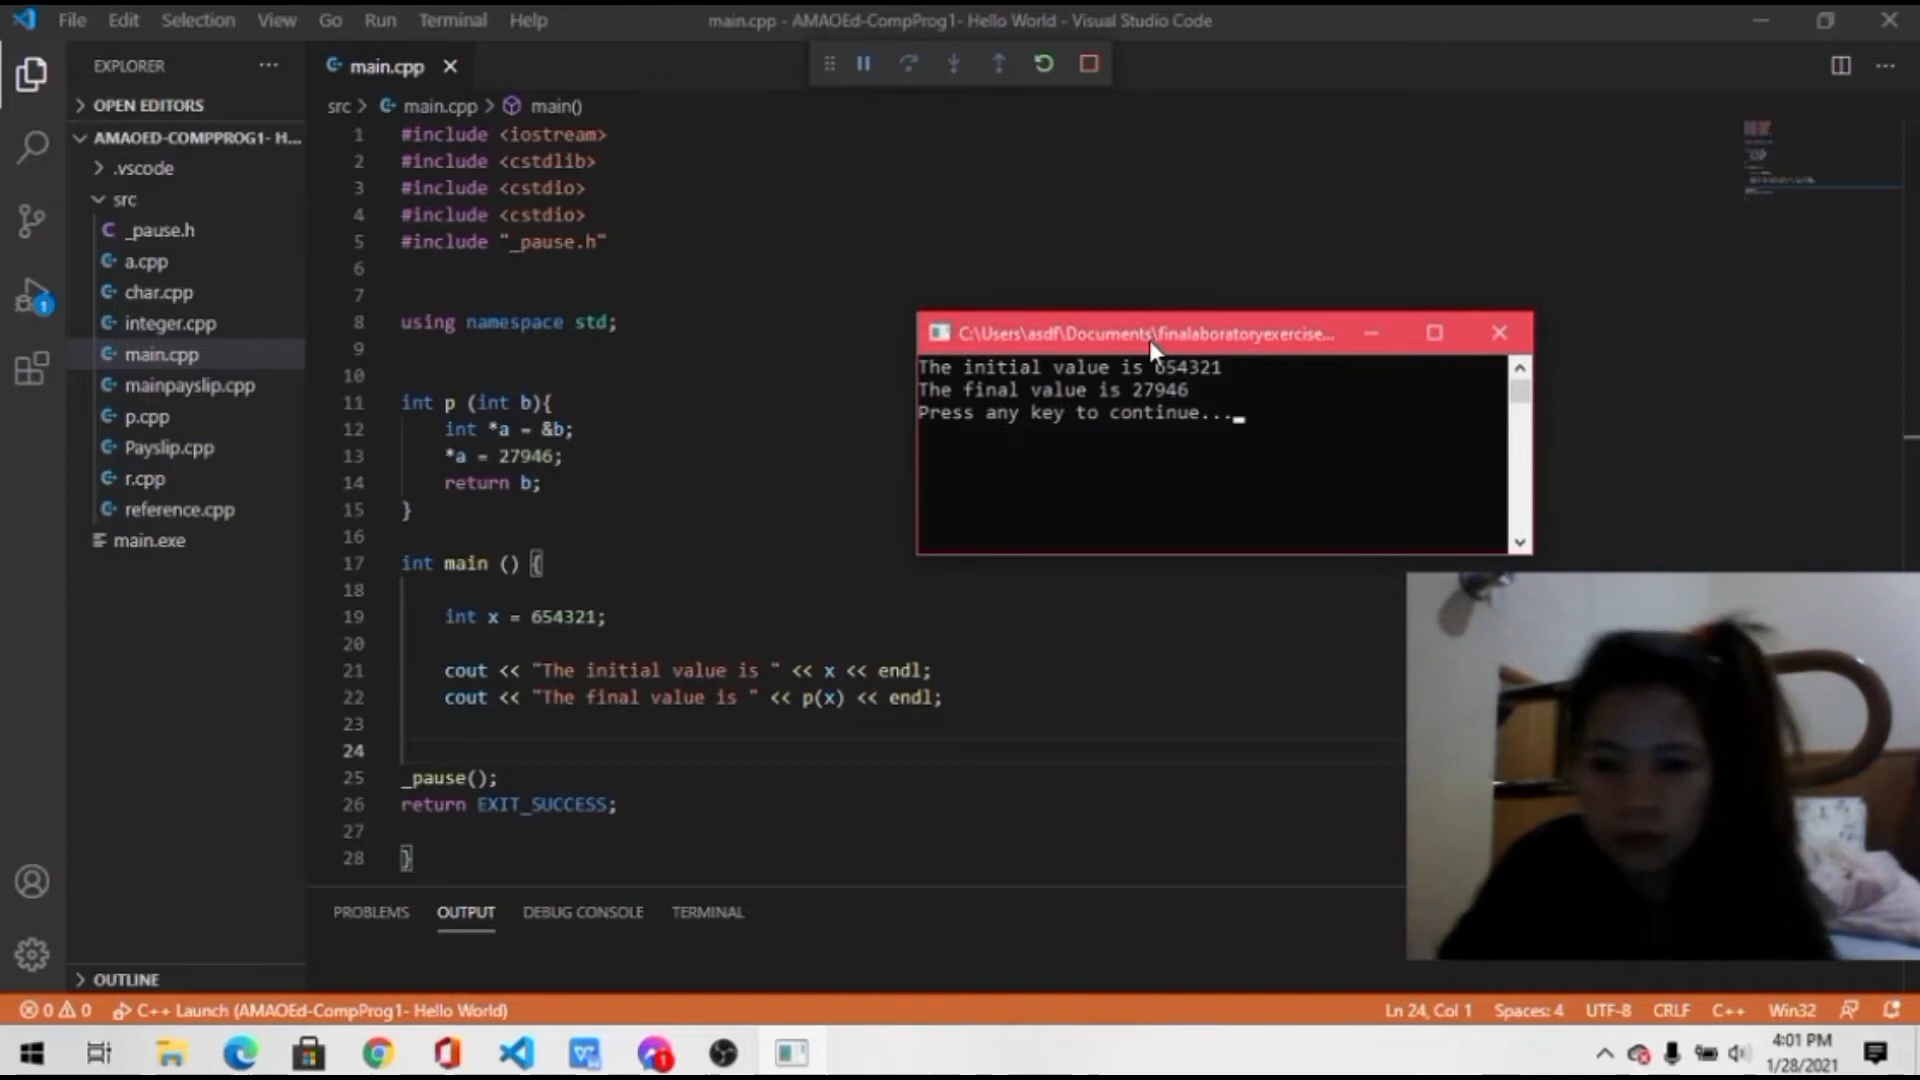 File Edit Selection View Go Run Terminal Help
main.cpp - AMAOEd-CompProg1- Hello World - Visual Studio Code
EXPLORER
main.cpp
OPEN EDITORS
src > main.cpp > main()
AMAOED-COMPPROG1- H...
.vscode
src
_pause.h
a.cpp
char.cpp
integer.cpp
main.cpp
mainpayslip.cpp
p.cpp
Payslip.cpp
r.cpp
reference.cpp
main.exe
OUTLINE
1 #include <iostream>
2 #include <cstdlib>
3 #include <cstdio>
4 #include <cstdio>
5 #include "_pause.h"
6
7
8 using namespace std;
9
10
11 int p (int b){
12 int *a = &b;
13 *a = 27946;
14 return b;
15 }
16
17 int main () {
18
19 int x = 654321;
20
21 cout << "The initial value is " << x << endl;
22 cout << "The final value is " << p(x) << endl;
23
24
25 _pause();
26 return EXIT_SUCCESS;
27
28 }
C:\Users\asdf\Documents\finalaboratoryexercise...
The initial value is 654321
The final value is 27946
Press any key to continue..._
PROBLEMS OUTPUT DEBUG CONSOLE TERMINAL
0 0 C++ Launch (AMAOEd-CompProg1- Hello World)
Ln 24, Col 1 Spaces: 4 UTF-8 CRLF C++ Win32
4:01 PM
1/28/2021